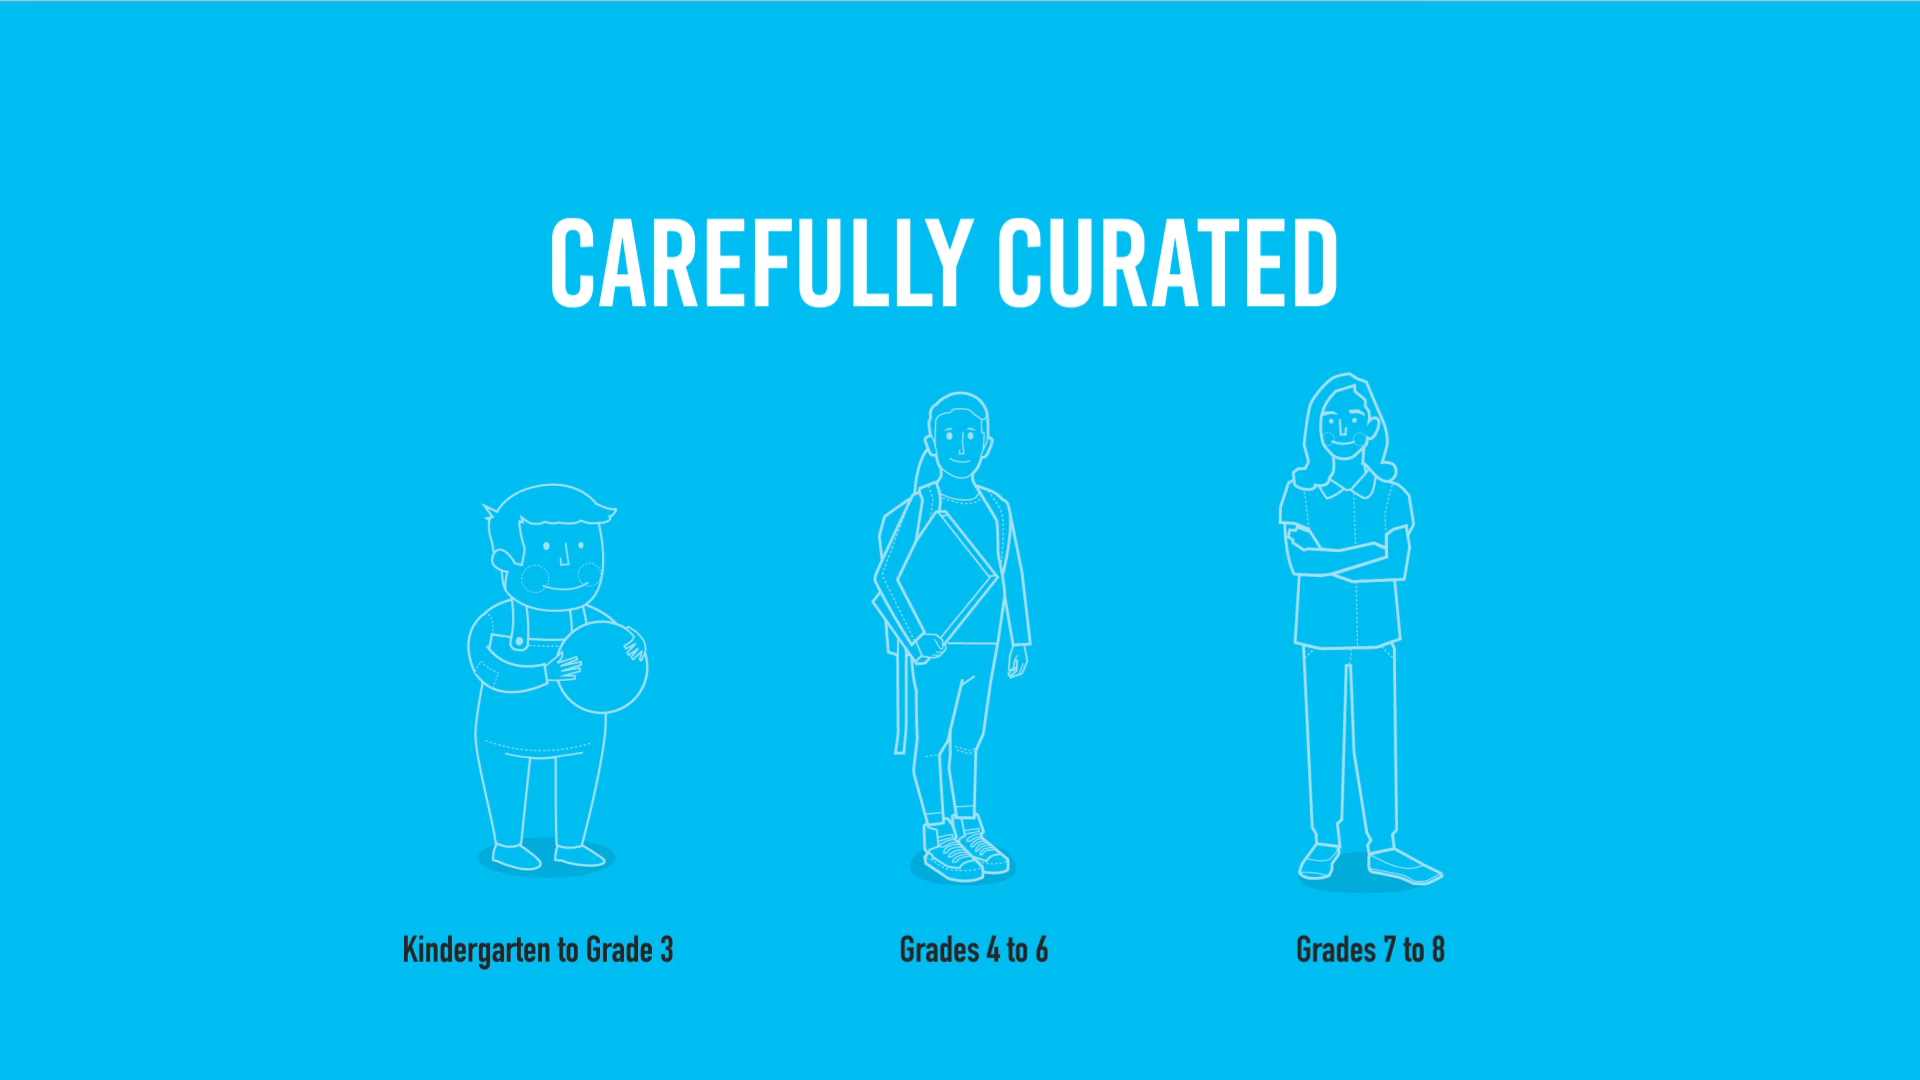 CAREFULLY CURATED
Kindergarten to Grade 3
Grades 4 to 6
Grades 7 to 8